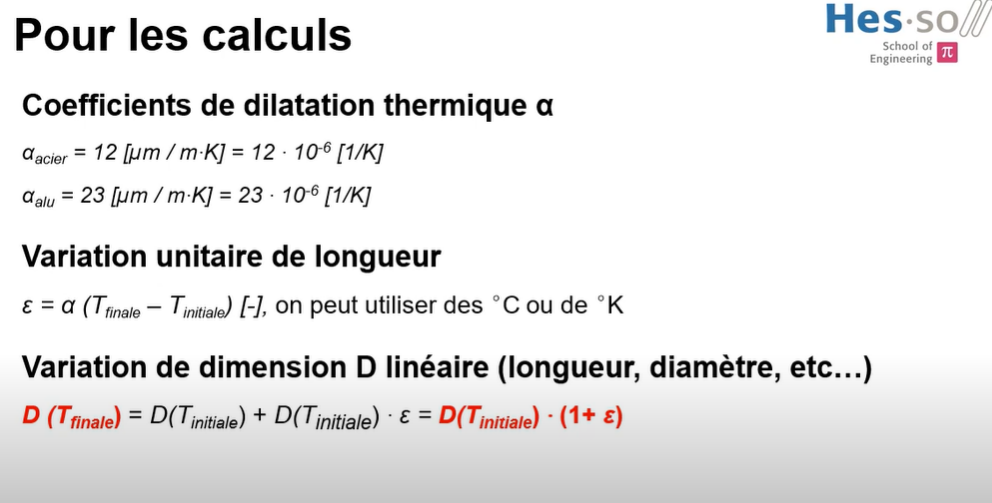 Pour les calculs
Hes·so
School of
Engineering π
Coefficients de dilatation thermique α
αacier = 12 [μm / m·K] = 12 · 10-6 [1/K]
αalu = 23 [μm / m·K] = 23 · 10-6 [1/K]
Variation unitaire de longueur
ε = α (Tfinale – Tinitiale) [-], on peut utiliser des °C ou de °K
Variation de dimension D linéaire (longueur, diamètre, etc…)
D (Tfinale) = D(Tinitiale) + D(Tinitiale) · ε = D(Tinitiale) · (1+ ε)